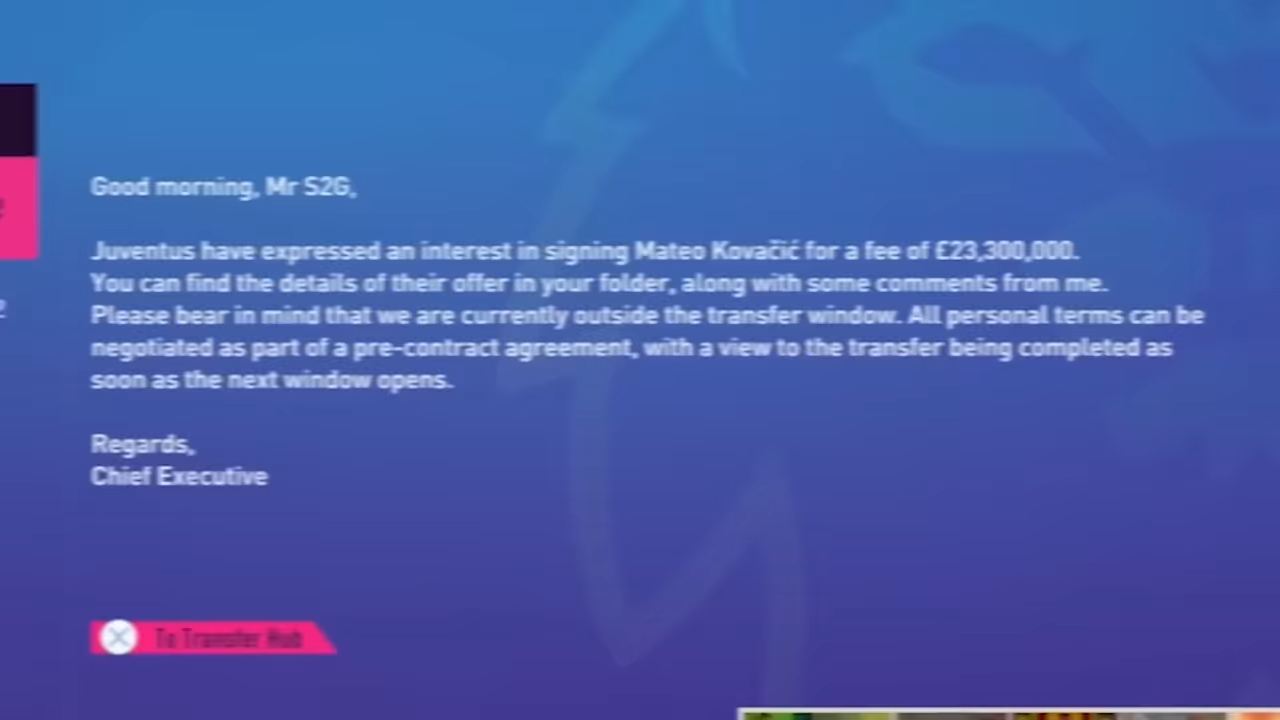 Good morning, Mr S2G,
Juventus have expressed an interest in signing Mateo Kovačić for a fee of £23,300,000.
You can find the details of their offer in your folder, along with some comments from me.
Please bear in mind that we are currently outside the transfer window. All personal terms can be
negotiated as part of a pre-contract agreement, with a view to the transfer being completed as
soon as the next window opens.
Regards,
Chief Executive
To Transfer Hub